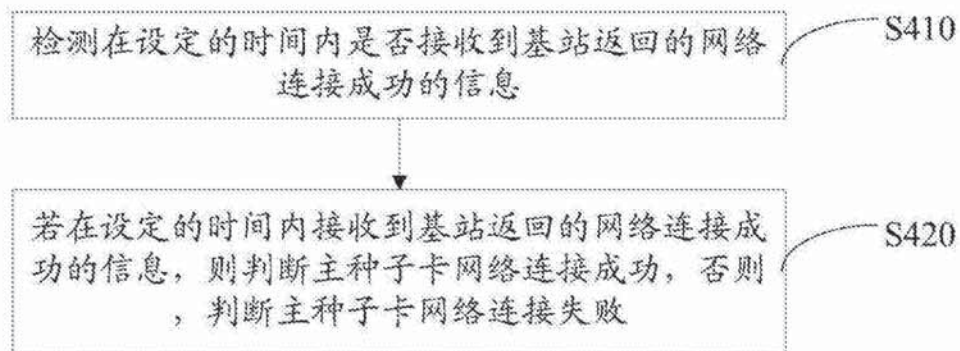 检测在设定的时间内是否接收到基站返回的网络
连接成功的信息
S410
若在设定的时间内接收到基站返回的网络连接成
功的信息，则判断主种子卡网络连接成功，否则
，判断主种子卡网络连接失败
S420